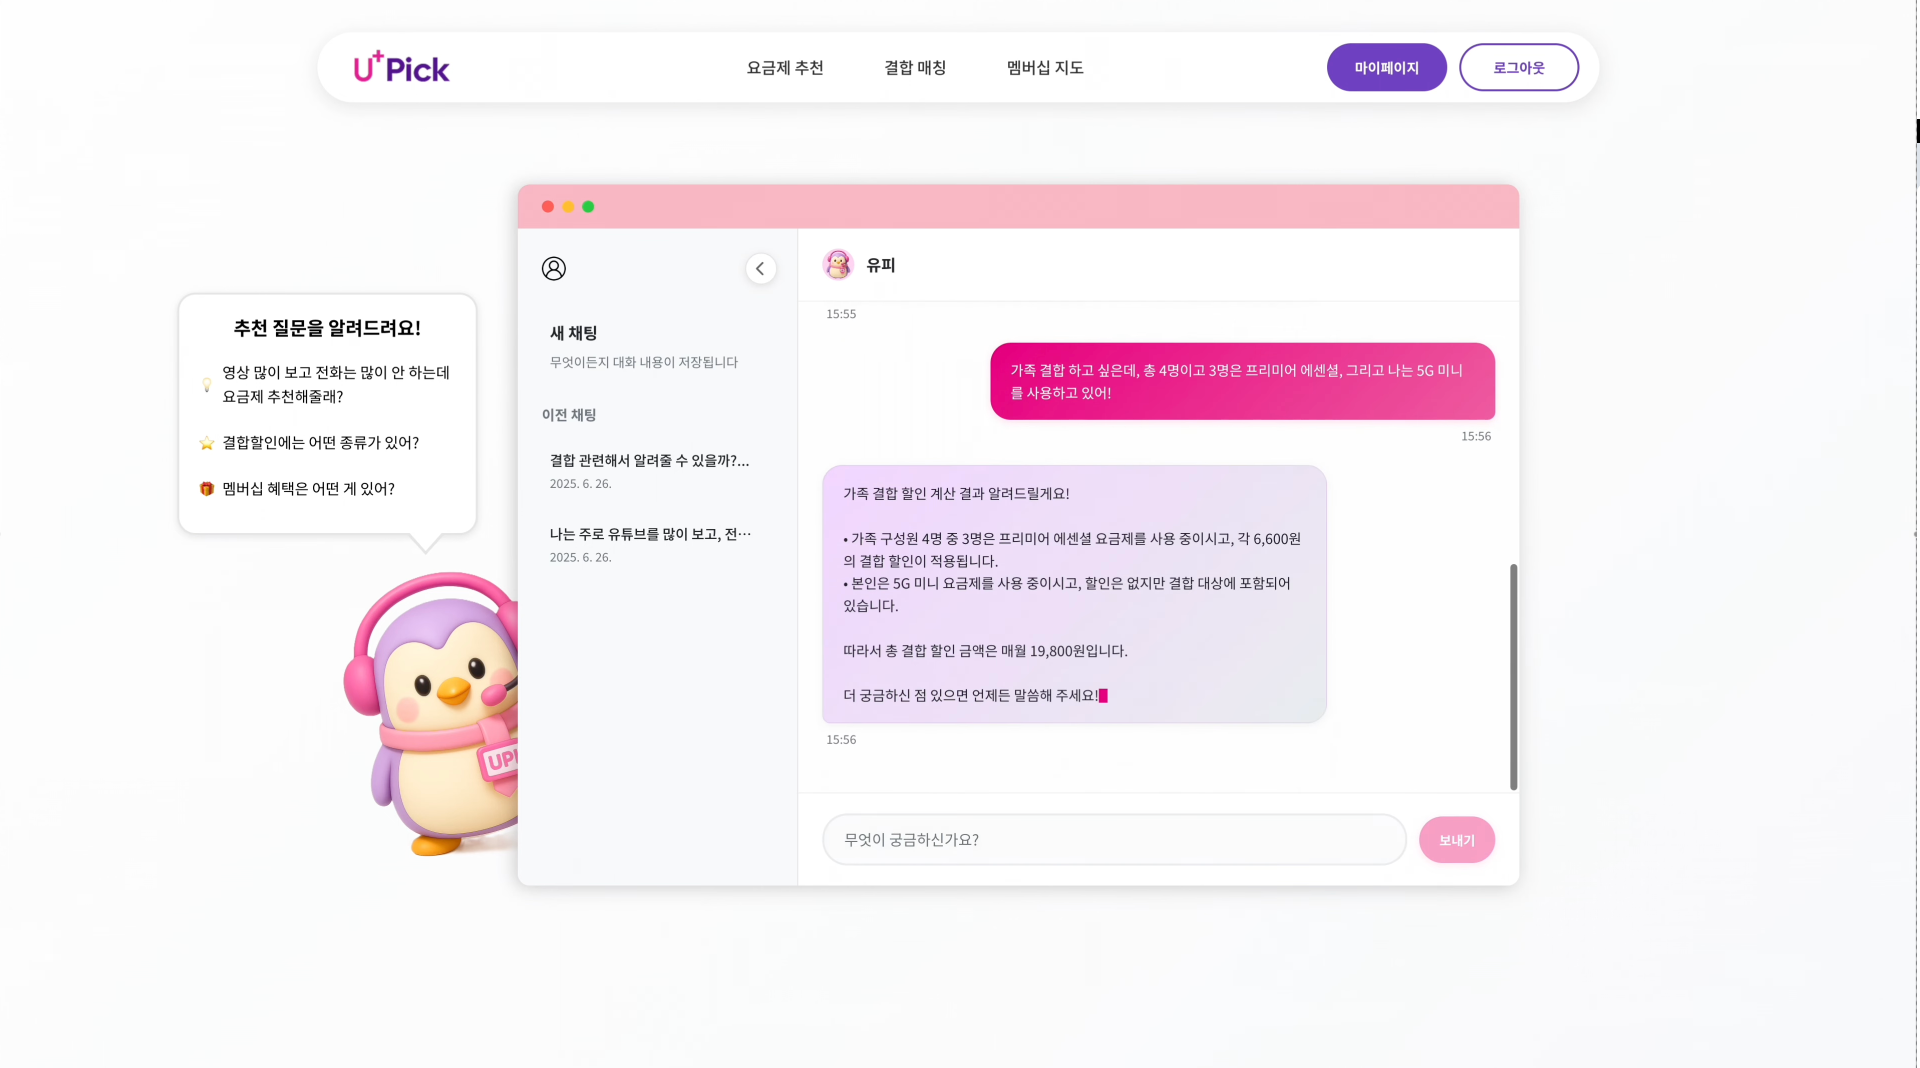 U+Pick
요금제 추천
결합 매칭
멤버십 지도
마이페이지
로그아웃
추천 질문을 알려드려요!
영상 많이 보고 전화는 많이 안 하는데
요금제 추천해줄래?
결합할인에는 어떤 종류가 있어?
멤버십 혜택은 어떤 게 있어?
UPI
새 채팅
무엇이든지 대화 내용이 저장됩니다
이전 채팅
결합 관련해서 알려줄 수 있을까?...
2025. 6. 26.
나는 주로 유튜브를 많이 보고, 전…
2025. 6. 26.
유피
15:55
가족 결합 하고 싶은데, 총 4명이고 3명은 프리미어 에센셜, 그리고 나는 5G 미니
를 사용하고 있어!
15:56
가족 결합 할인 계산 결과 알려드릴게요!
• 가족 구성원 4명 중 3명은 프리미어 에센셜 요금제를 사용 중이시고, 각 6,600원
의 결합 할인이 적용됩니다.
• 본인은 5G 미니 요금제를 사용 중이시고, 할인은 없지만 결합 대상에 포함되어
있습니다.
따라서 총 결합 할인 금액은 매월 19,800원입니다.
더 궁금하신 점 있으면 언제든 말씀해 주세요!
15:56
무엇이 궁금하신가요?
보내기